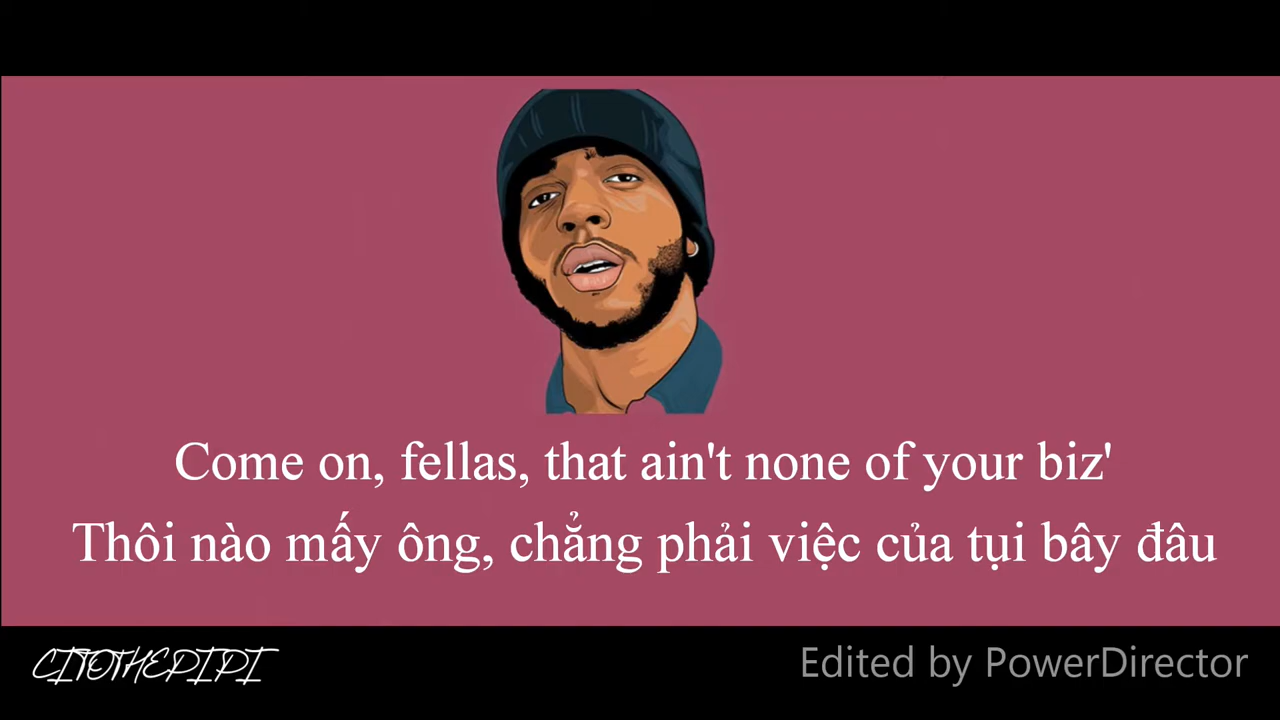 Come on, fellas, that ain't none of your biz'
Thôi nào mấy ông, chẳng phải việc của tụi bây đâu
CITOTHEPIPI
Edited by PowerDirector